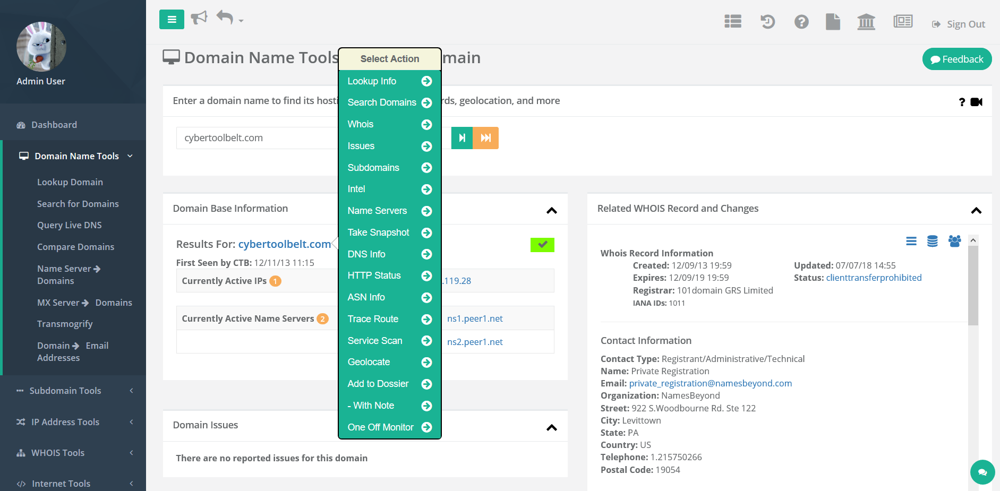 Sign Out
Admin User
Domain Name Tools
main
Feedback
Dashboard
Domain Name Tools
Lookup Domain
Search for Domains
Query Live DNS
Compare Domains
Name Server
Domains
MX Server Domains
Transmogrify
Domain Email
Addresses
Subdomain Tools
IP Address Tools
WHOIS Tools
Internet Tools
Enter a domain name to find its hosti
rds, geolocation, and more
?
cybertoolbelt.com
Select Action
Lookup Info
Search Domains
Whois
Issues
Subdomains
Intel
Name Servers
Take Snapshot
DNS Info
HTTP Status
ASN Info
Trace Route
Service Scan
Geolocate
Add to Dossier
- With Note
One Off Monitor
Domain Base Information
Results For: cybertoolbelt.com
First Seen by CTB: 12/11/13 11:15
Currently Active IPs 1
.119.28
Currently Active Name Servers 2
ns1.peer1.net
ns2.peer1.net
Domain Issues
There are no reported issues for this domain
Related WHOIS Record and Changes
Whois Record Information
Created: 12/09/13 19:59
Updated: 07/07/18 14:55
Expires: 12/09/19 19:59
Status: clienttransferprohibited
Registrar: 101domain GRS Limited
IANA IDs: 1011
Contact Information
Contact Type: Registrant/Administrative/Technical
Name: Private Registration
Email: private_registration@namesbeyond.com
Organization: NamesBeyond
Street: 922 S.Woodbourne Rd. Ste 122
City: Levittown
State: PA
Country: US
Telephone: 1.215750266
Postal Code: 19054